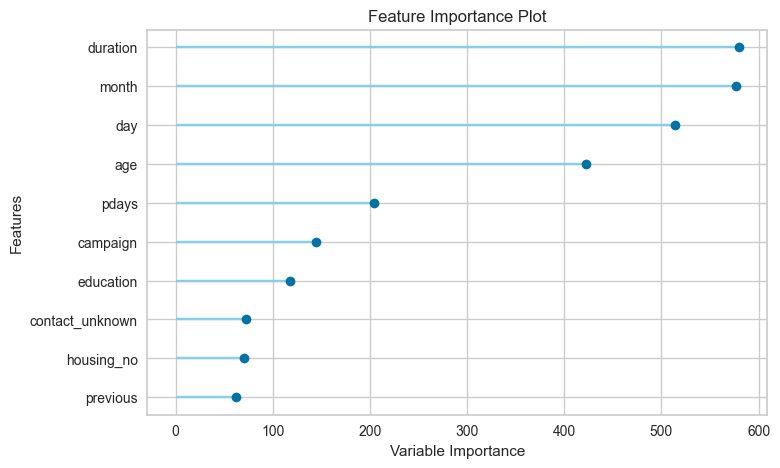 Feature Importance Plot
Features
duration
month
day
age
pdays
campaign
education
contact_unknown
housing_no
previous
0 100 200 300 400 500 600
Variable Importance